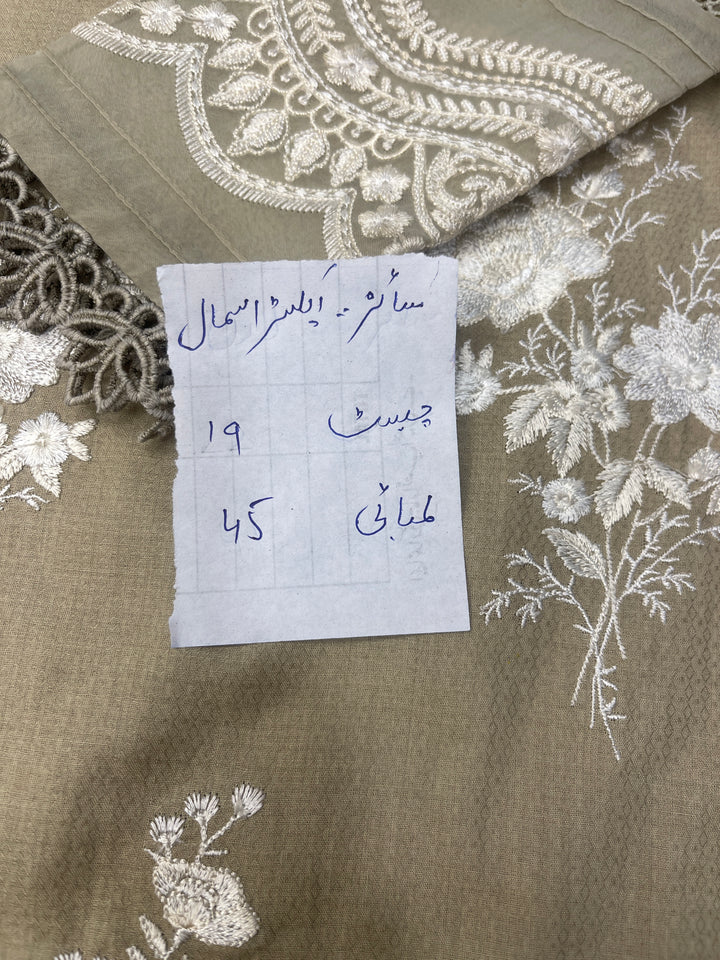 سائز :- ایکسٹرا سمال
چیسٹ 19
لمبائی 45